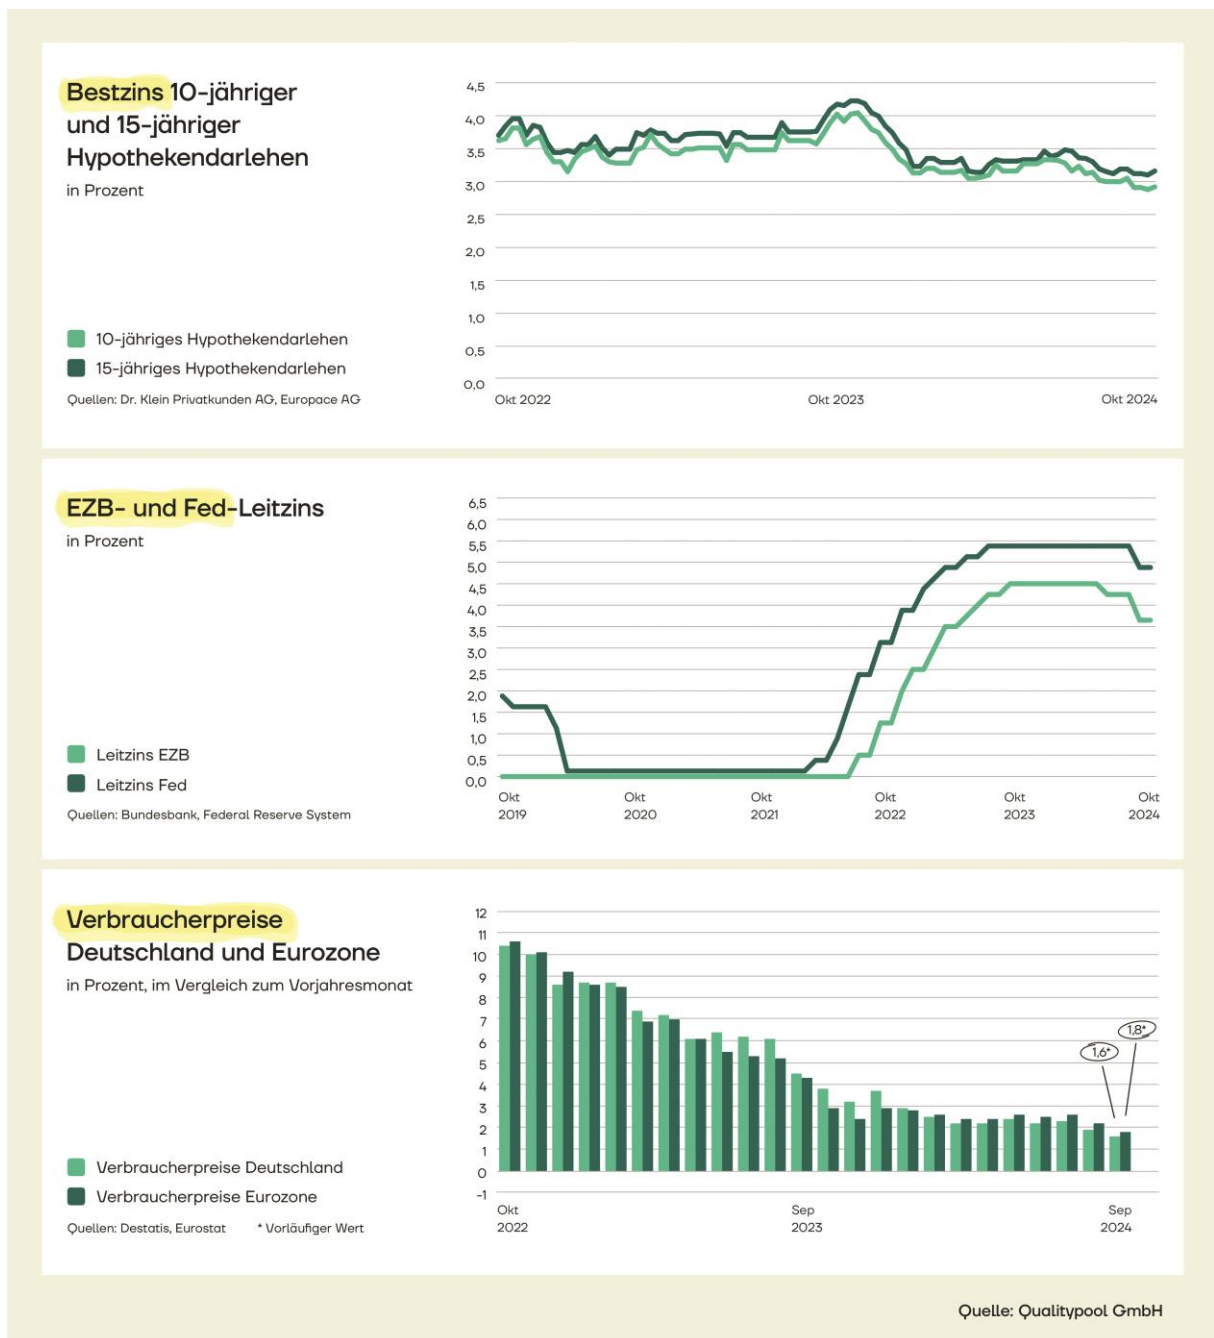 Bestzins 10-jähriger
und 15-jähriger
Hypothekendarlehen
in Prozent
10-jähriges Hypothekendarlehen
15-jähriges Hypothekendarlehen
Quellen: Dr. Klein Privatkunden AG, Europace AG
4,5
4,0
3,5
3,0
2,5
2,0
1,5
1,0
0,5
0,0
Okt 2022 Okt 2023 Okt 2024
EZB- und Fed-Leitzins
in Prozent
Leitzins EZB
Leitzins Fed
Quellen: Bundesbank, Federal Reserve System
6,5
6,0
5,5
5,0
4,5
4,0
3,5
3,0
2,5
2,0
1,5
1,0
0,5
0,0
Okt Okt Okt Okt Okt Okt
2019 2020 2021 2022 2023 2024
Verbraucherpreise
Deutschland und Eurozone
in Prozent, im Vergleich zum Vorjahresmonat
Verbraucherpreise Deutschland
Verbraucherpreise Eurozone
Quellen: Destatis, Eurostat * Vorläufiger Wert
12
11
10
9
8
7
6
5
4
3
2
1
0
-1
1,8*
1,6*
Okt Sep Sep
2022 2023 2024
Quelle: Qualitypool GmbH